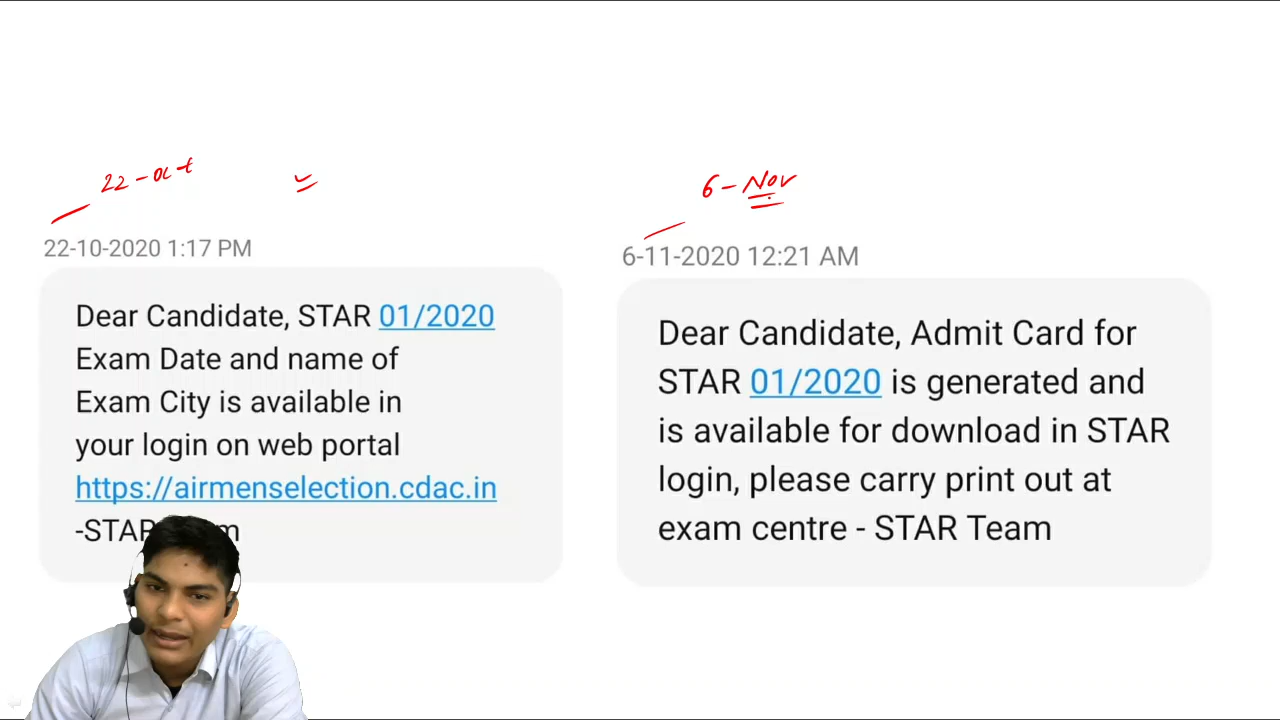 22-oct
6-Nov
22-10-2020 1:17 PM
6-11-2020 12:21 AM
Dear Candidate, STAR 01/2020
Exam Date and name of
Exam City is available in
your login on web portal
https://airmenselection.cdac.in
-STAR
Dear Candidate, Admit Card for
STAR 01/2020 is generated and
is available for download in STAR
login, please carry print out at
exam centre - STAR Team